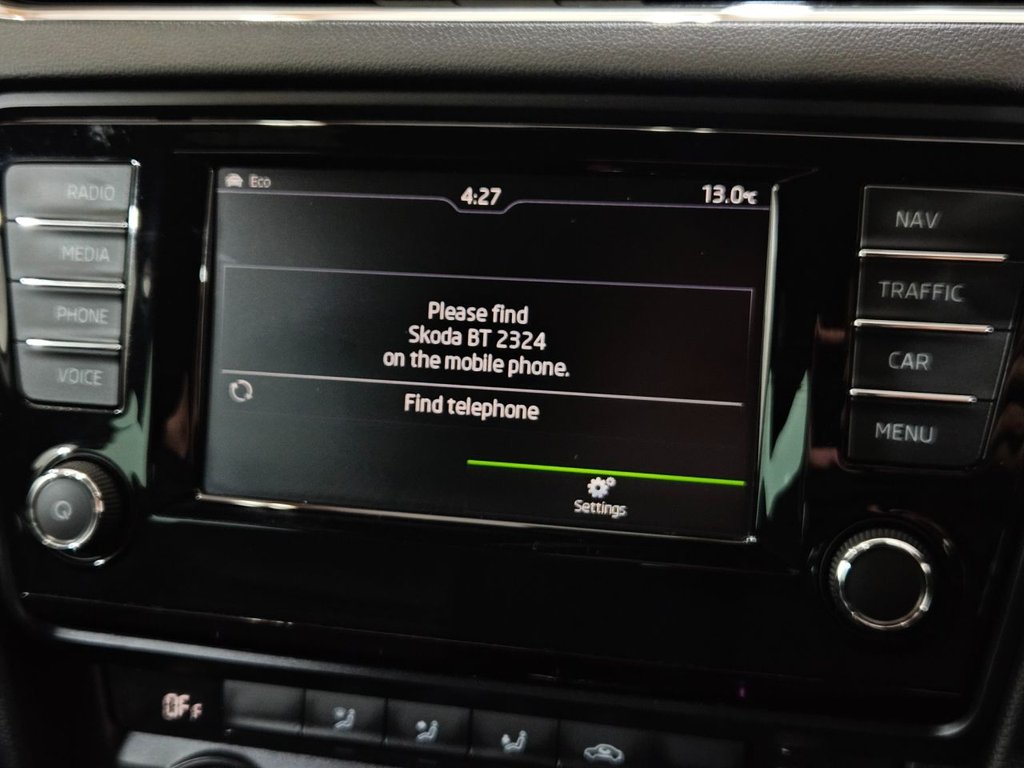 Eco
4:27
13.0℃
RADIO
MEDIA
PHONE
VOICE
Please find
Skoda BT 2324
on the mobile phone.
Find telephone
Settings
NAV
TRAFFIC
CAR
MENU
OFF